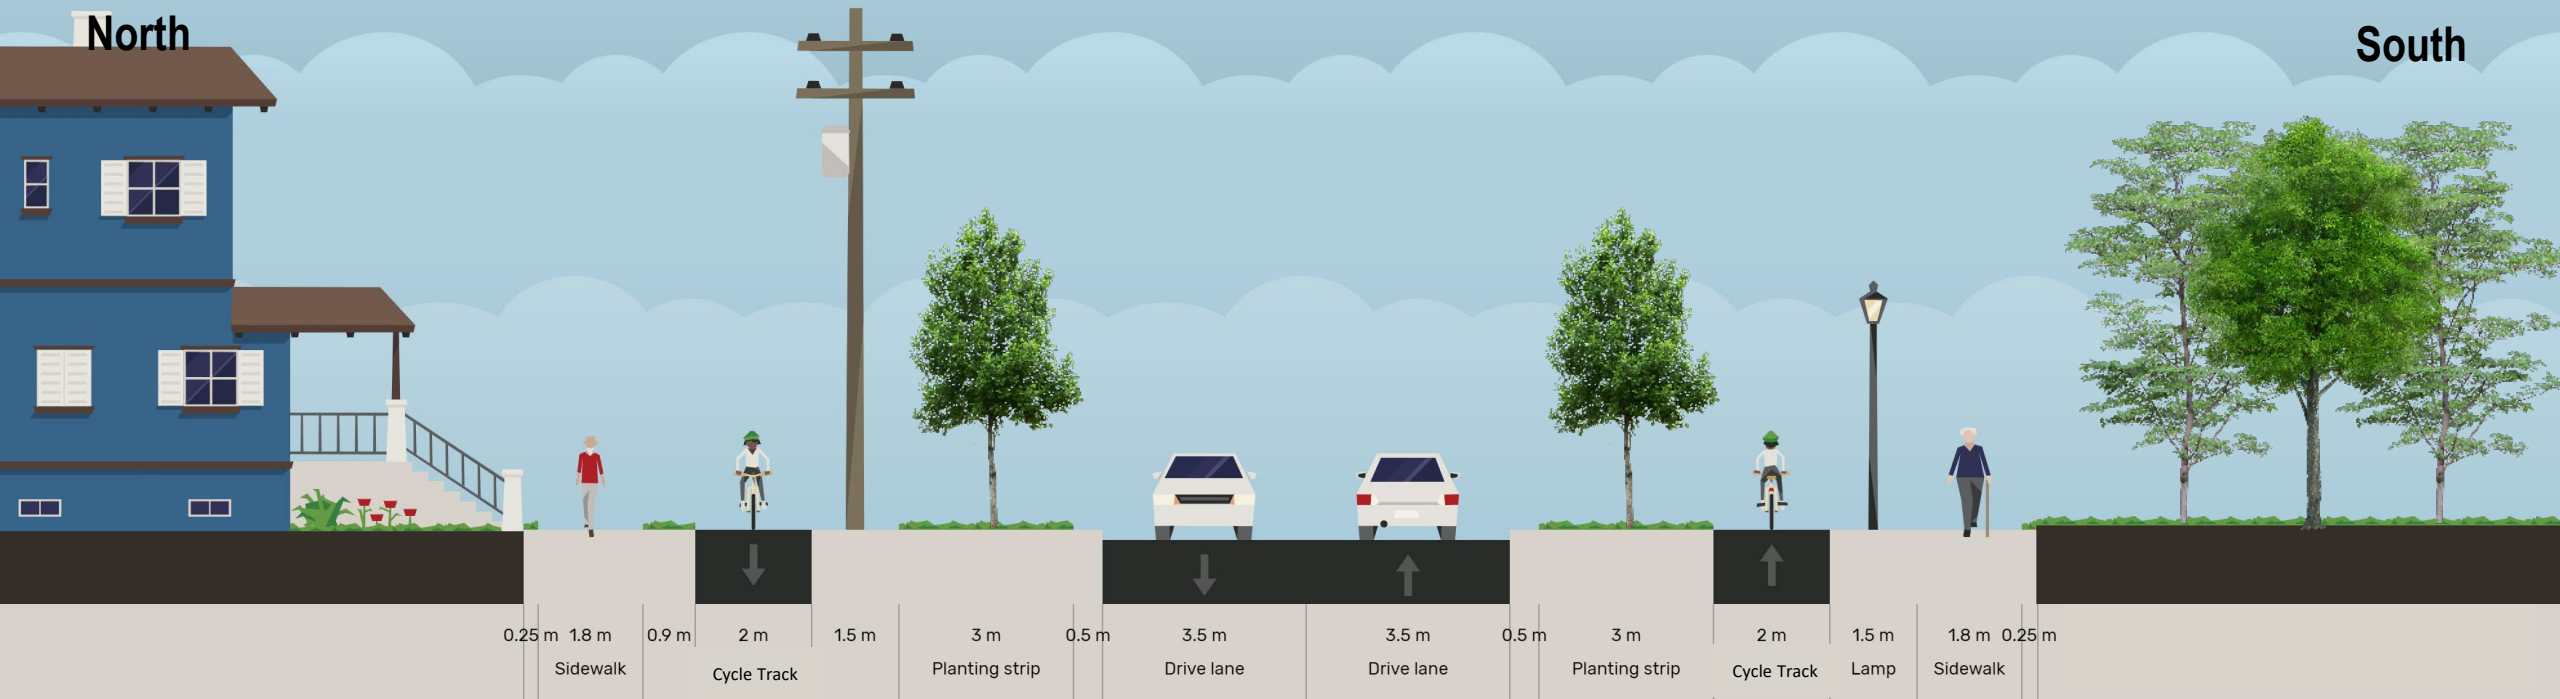 North
South
0.25 m 1.8 m 0.9 m 2 m 1.5 m 3 m 0.5 m 3.5 m 3.5 m 0.5 m 3 m 2 m 1.5 m 1.8 m 0.25 m
Sidewalk Cycle Track Planting strip Drive lane Drive lane Planting strip Cycle Track Lamp Sidewalk